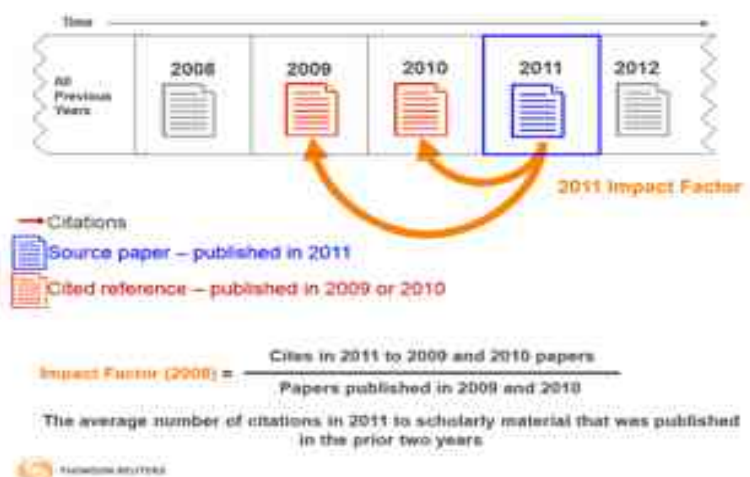 Time
All
Previous
Years
2008
2009
2010
2011
2012
2011 Impact Factor
Citations
Source paper – published in 2011
Cited reference – published in 2009 or 2010
Impact Factor (2008) =
Cites in 2011 to 2009 and 2010 papers
Papers published in 2009 and 2010
The average number of citations in 2011 to scholarly material that was published
in the prior two years
THOMSON REUTERS